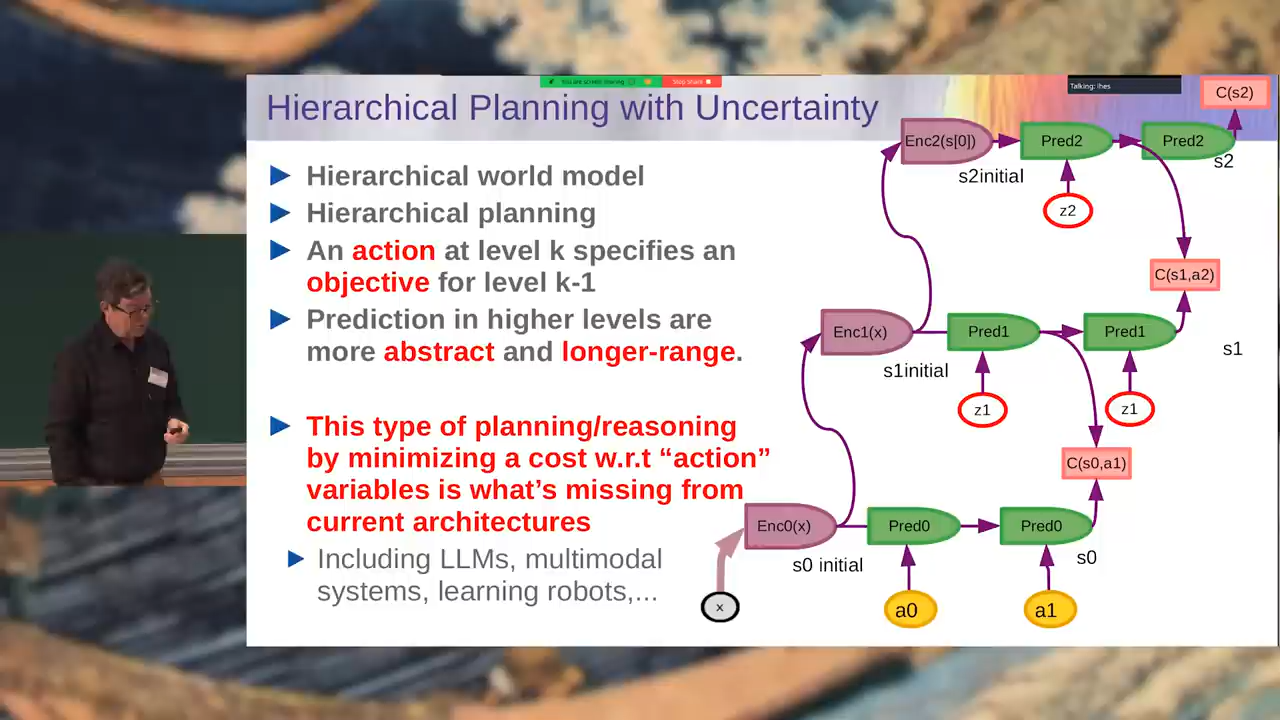 You are screen sharing
Stop Share
Talking: ihes
Hierarchical Planning with Uncertainty
Hierarchical world model
Hierarchical planning
An action at level k specifies an
objective for level k-1
Prediction in higher levels are
more abstract and longer-range.
This type of planning/reasoning
by minimizing a cost w.r.t “action”
variables is what’s missing from
current architectures
Including LLMs, multimodal
systems, learning robots,...
C(s2)
Enc2(s[0])
Pred2
Pred2
s2
s2initial
z2
C(s1,a2)
Enc1(x)
Pred1
Pred1
s1
s1initial
z1
z1
C(s0,a1)
Enc0(x)
Pred0
Pred0
s0 initial
s0
x
a0
a1